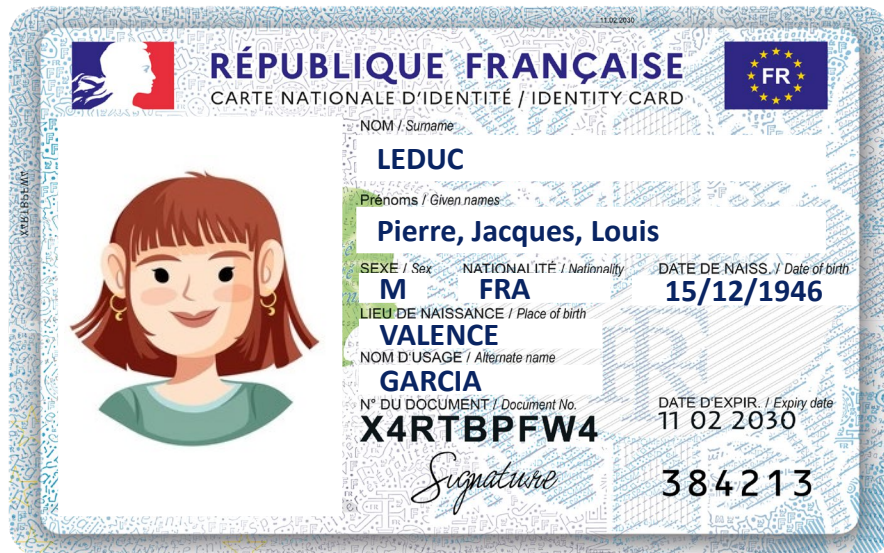 11.02.2030
RÉPUBLIQUE FRANÇAISE
FR
CARTE NATIONALE D'IDENTITÉ / IDENTITY CARD
NOM / Surname
LEDUC
Prénoms / Given names
Pierre, Jacques, Louis
SEXE / Sex NATIONALITÉ / Nationality DATE DE NAISS. / Date of birth
M FRA 15/12/1946
LIEU DE NAISSANCE / Place of birth
VALENCE
NOM D'USAGE / Alternate name
GARCIA
N° DU DOCUMENT / Document No. DATE D'EXPIR. / Expiry date
X4RTBPFW4 11 02 2030
Signature 384213
X4RTBPFW4